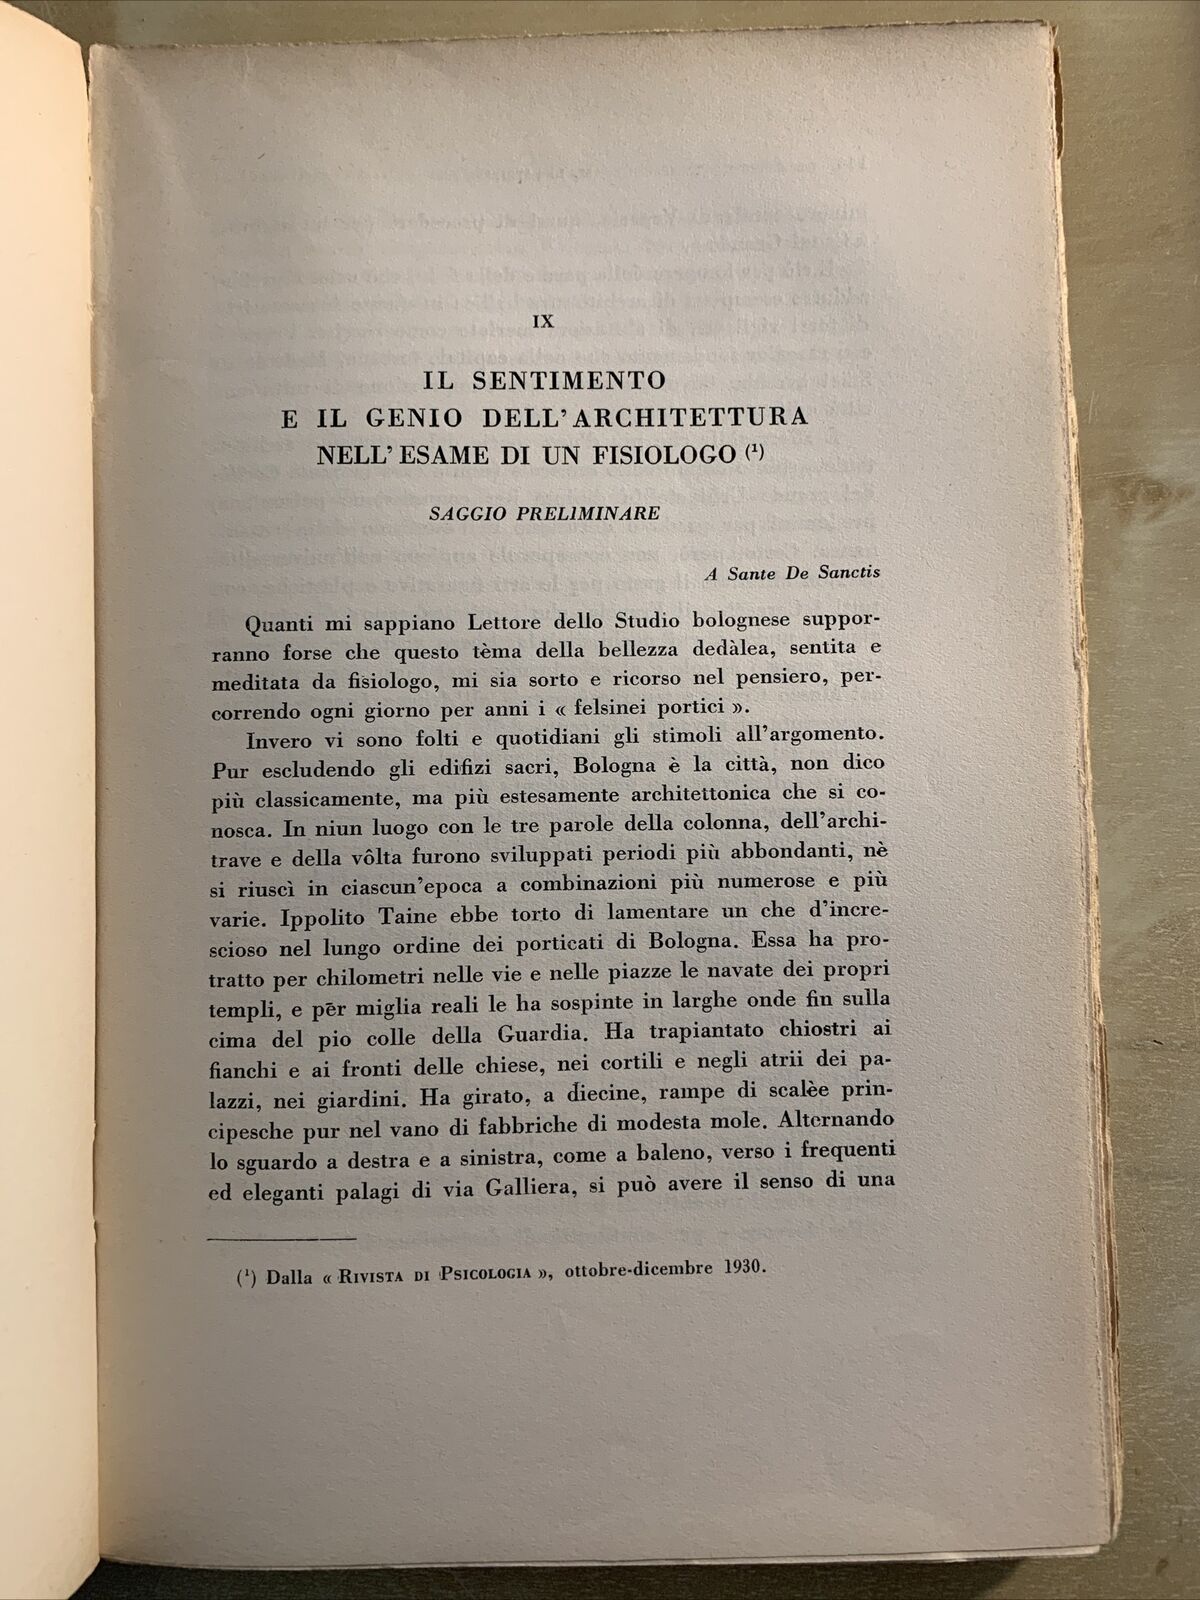 IX
IL SENTIMENTO
E IL GENIO DELL'ARCHITETTURA
NELL'ESAME DI UN FISIOLOGO (¹)
SAGGIO PRELIMINARE
A Sante De Sanctis
Quanti mi sappiano Lettore dello Studio bolognese suppor-
ranno forse che questo tèma della bellezza dedàlea, sentita e
meditata da fisiologo, mi sia sorto e ricorso nel pensiero, per-
correndo ogni giorno per anni i « felsinei portici ».
Invero vi sono folti e quotidiani gli stimoli all'argomento.
Pur escludendo gli edifizi sacri, Bologna è la città, non dico
più classicamente, ma più estesamente architettonica che si co-
nosca. In niun luogo con le tre parole della colonna, dell'archi-
trave e della vôlta furono sviluppati periodi più abbondanti, nè
si riuscì in ciascun'epoca a combinazioni più numerose e più
varie. Ippolito Taine ebbe torto di lamentare un che d'incre-
scioso nel lungo ordine dei porticati di Bologna. Essa ha pro-
tratto per chilometri nelle vie e nelle piazze le navate dei propri
templi, e pēr miglia reali le ha sospinte in larghe onde fin sulla
cima del pio colle della Guardia. Ha trapiantato chiostri ai
fianchi e ai fronti delle chiese, nei cortili e negli atrii dei pa-
lazzi, nei giardini. Ha girato, a diecine, rampe di scalèe prin-
cipesche pur nel vano di fabbriche di modesta mole. Alternando
lo sguardo a destra e a sinistra, come a baleno, verso i frequenti
ed eleganti palagi di via Galliera, si può avere il senso di una
(¹) Dalla « RIVISTA DI PSICOLOGIA », ottobre-dicembre 1930.